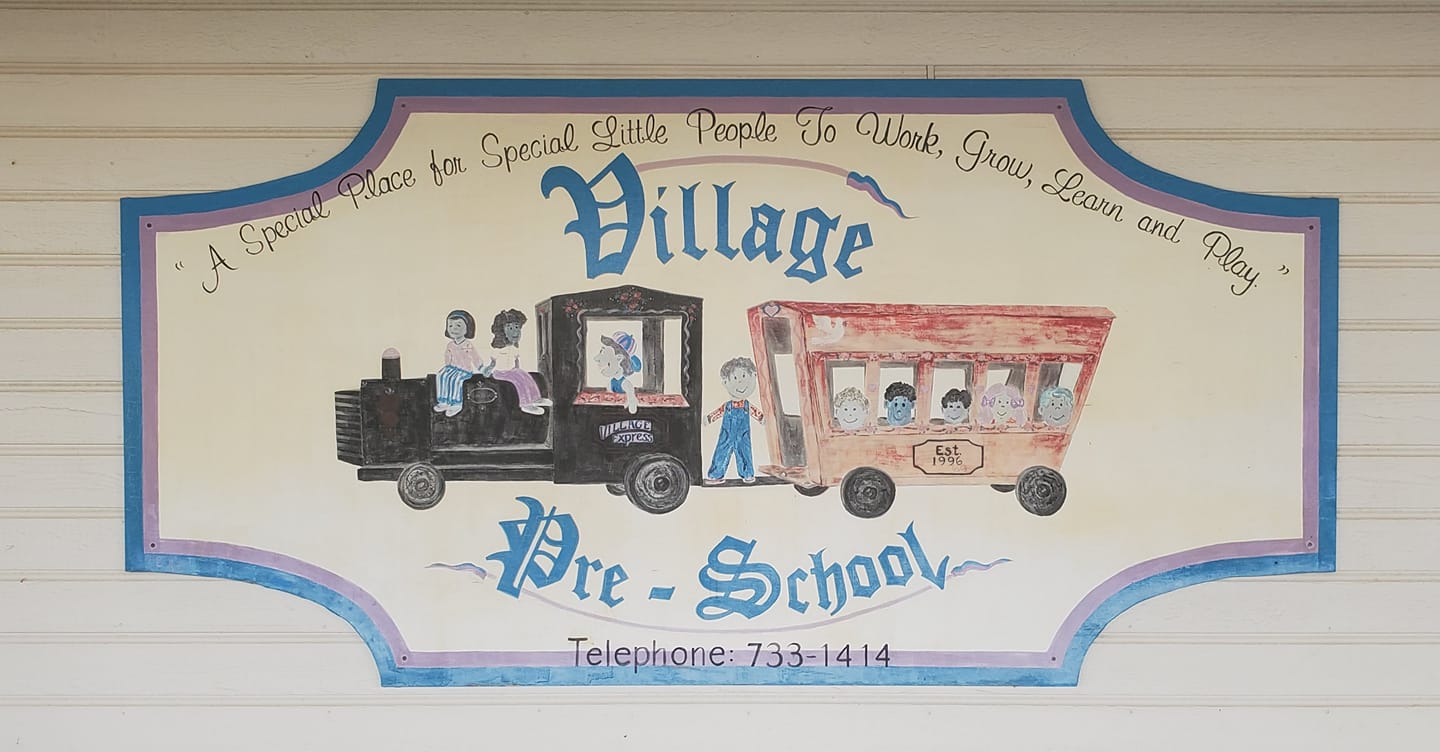 “ A Special Place for Special Little People To Work, Grow, Learn and Play. ”
Village
VILLAGE
Express
Est.
1996
Pre - School
Telephone: 733-1414